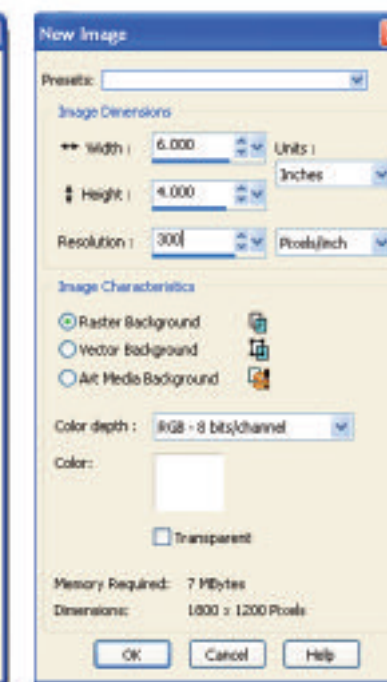 New Image
Presets:
Image Dimensions
Width : 6.000 Units :
Inches
Height : 4.000
Resolution : 300 Pixels/inch
Image Characteristics
Raster Background
Vector Background
Art Media Background
Color depth : RGB - 8 bits/channel
Color:
Transparent
Memory Required: 7 MBytes
Dimensions: 1800 x 1200 Pixels
OK Cancel Help